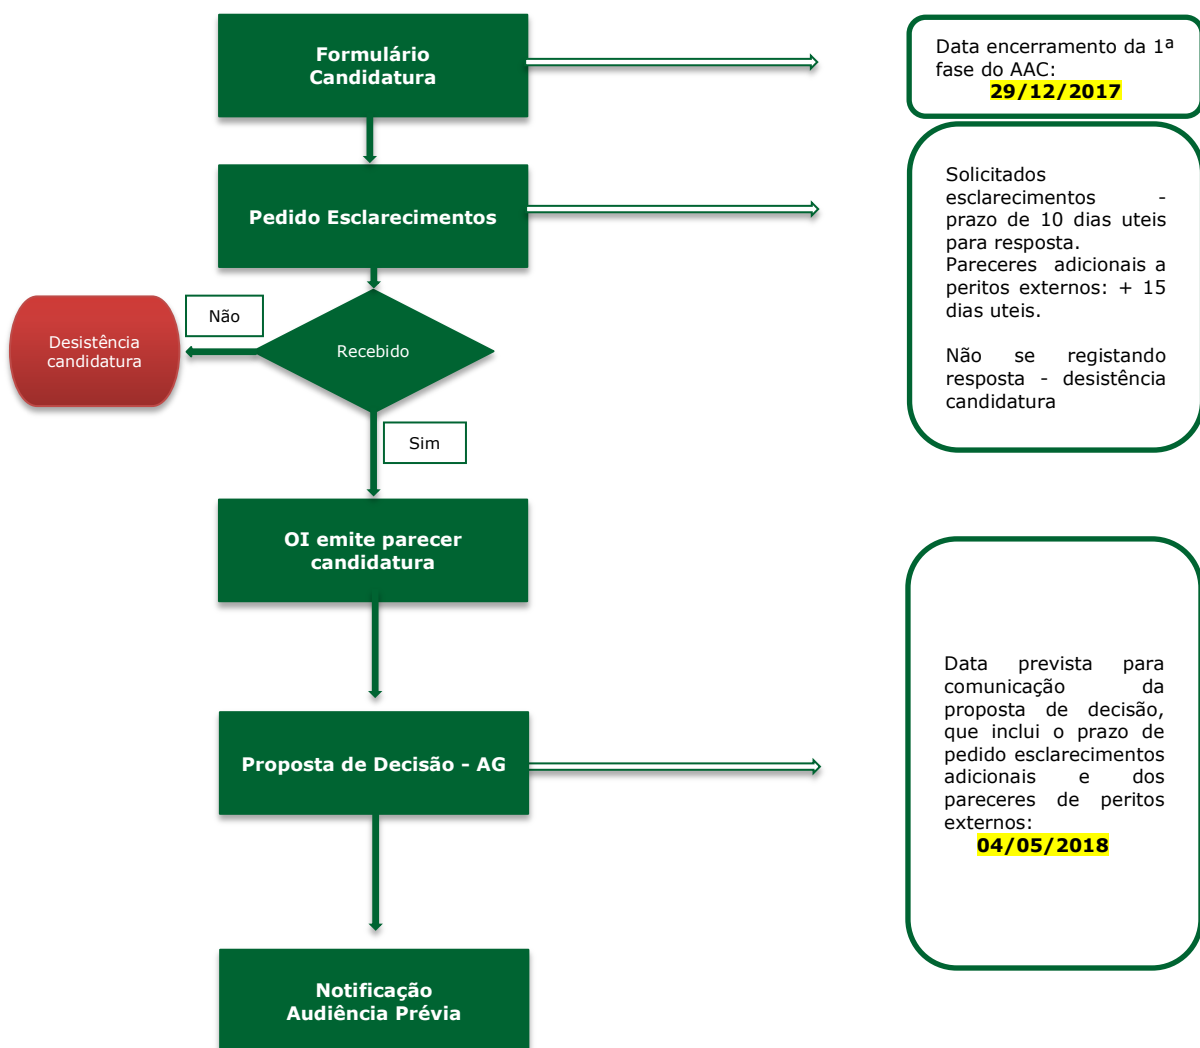 Formulário
Candidatura
Data encerramento da 1ª
fase do AAC:
29/12/2017
Pedido Esclarecimentos
Solicitados
esclarecimentos -
prazo de 10 dias uteis
para resposta.
Pareceres adicionais a
peritos externos: + 15
dias uteis.
Não se registando
resposta - desistência
candidatura
Não
Desistência
candidatura
Recebido
Sim
OI emite parecer
candidatura
Proposta de Decisão - AG
Data prevista para
comunicação da
proposta de decisão,
que inclui o prazo de
pedido esclarecimentos
adicionais e dos
pareceres de peritos
externos:
04/05/2018
Notificação
Audiência Prévia